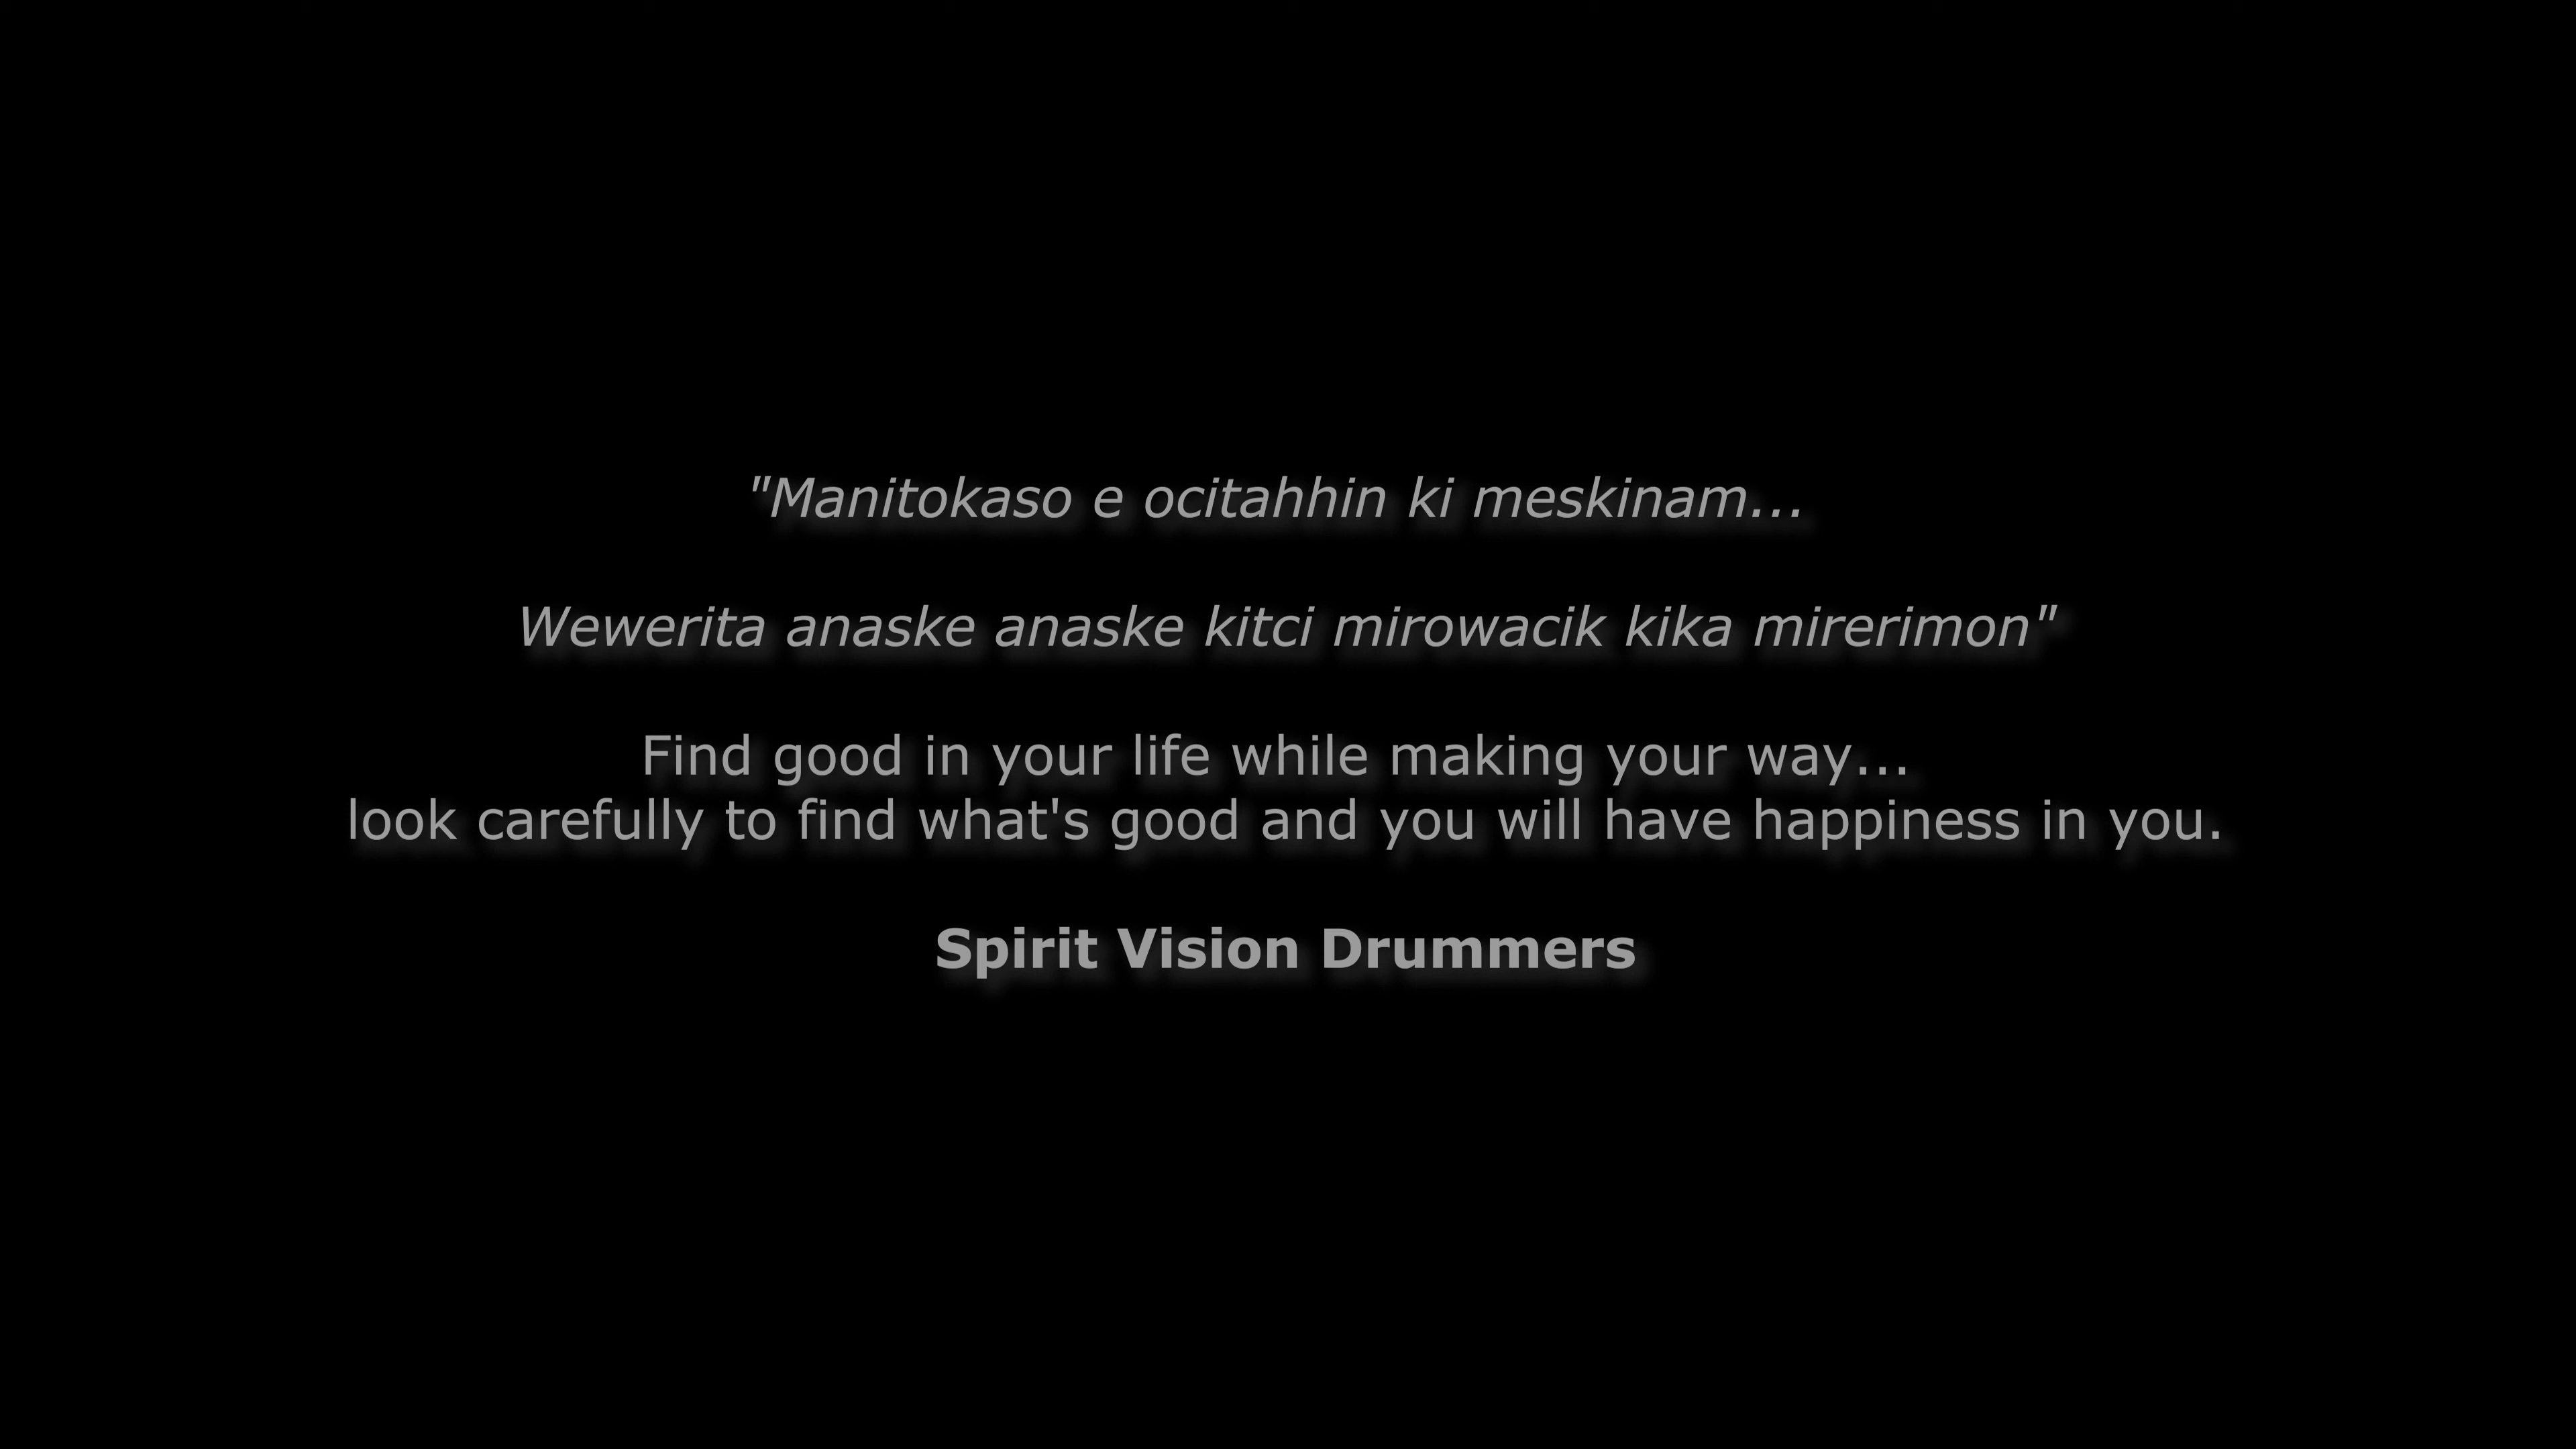 "Manitokaso e ocitahhin ki meskinam...
Wewerita anaske anaske kitci mirowacik kika mirerimon"
Find good in your life while making your way...
look carefully to find what's good and you will have happiness in you.
Spirit Vision Drummers